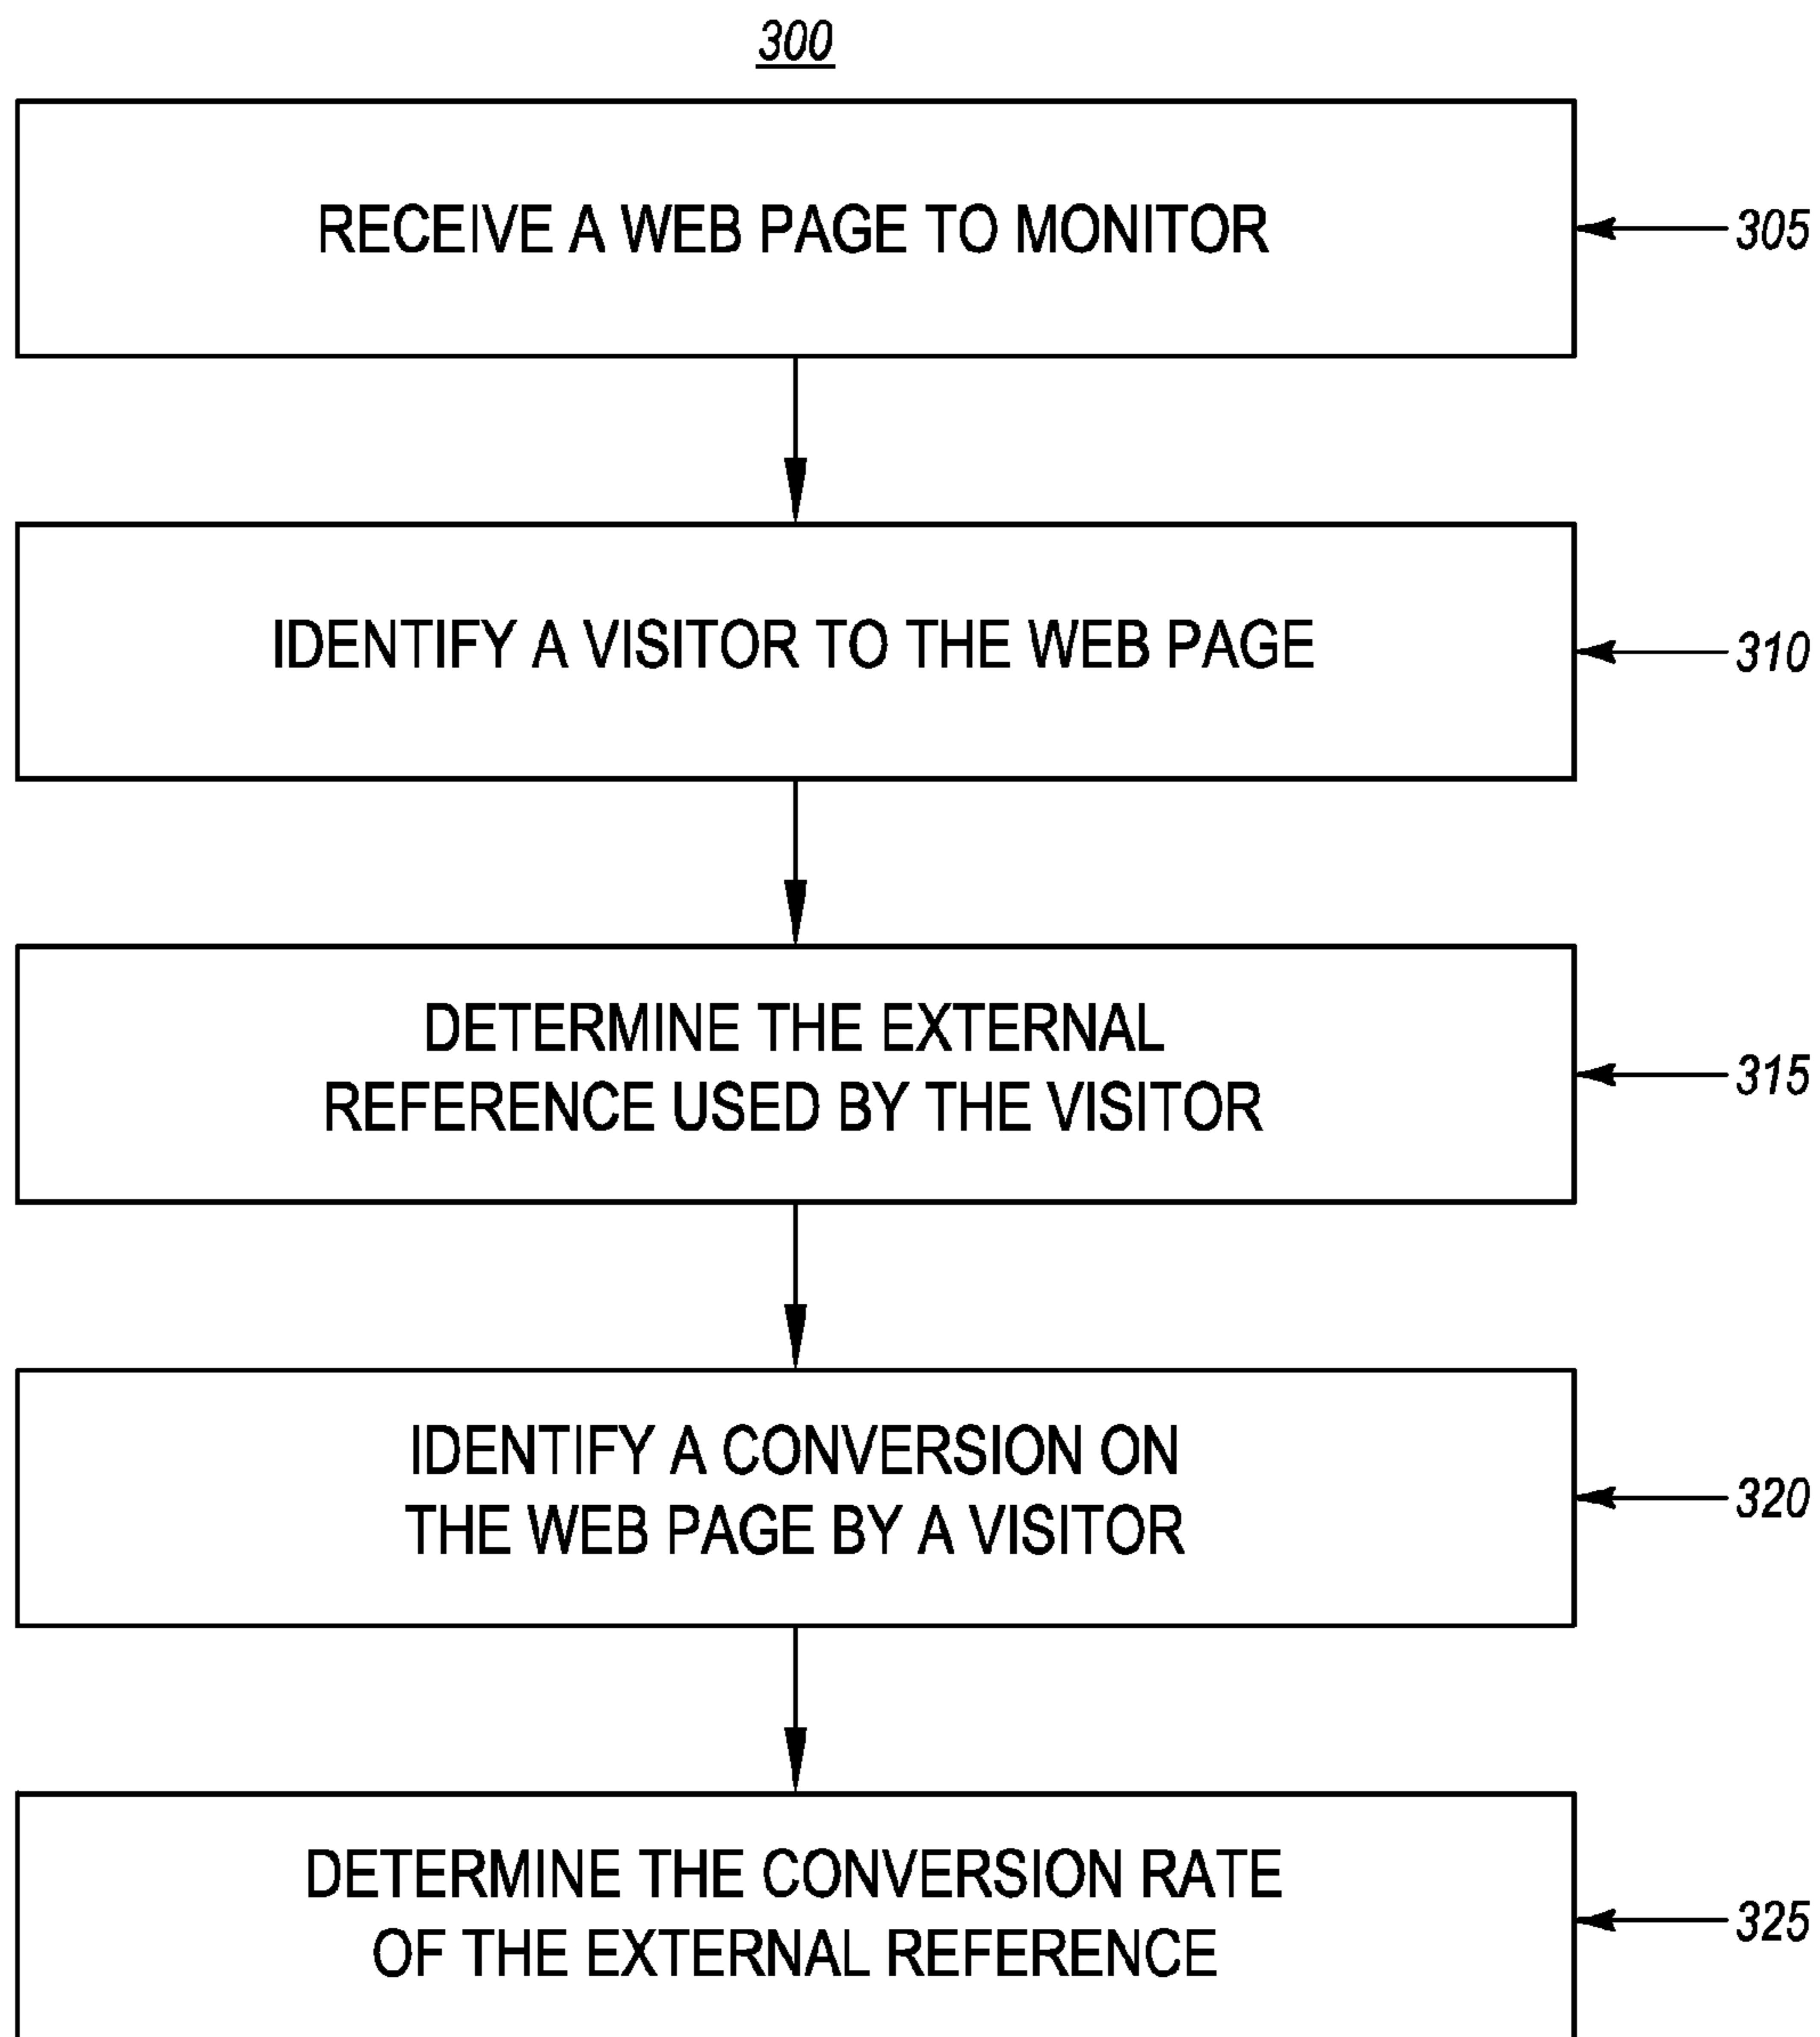 300
RECEIVE A WEB PAGE TO MONITOR
305
IDENTIFY A VISITOR TO THE WEB PAGE
310
DETERMINE THE EXTERNAL
REFERENCE USED BY THE VISITOR
315
IDENTIFY A CONVERSION ON
THE WEB PAGE BY A VISITOR
320
DETERMINE THE CONVERSION RATE
OF THE EXTERNAL REFERENCE
325